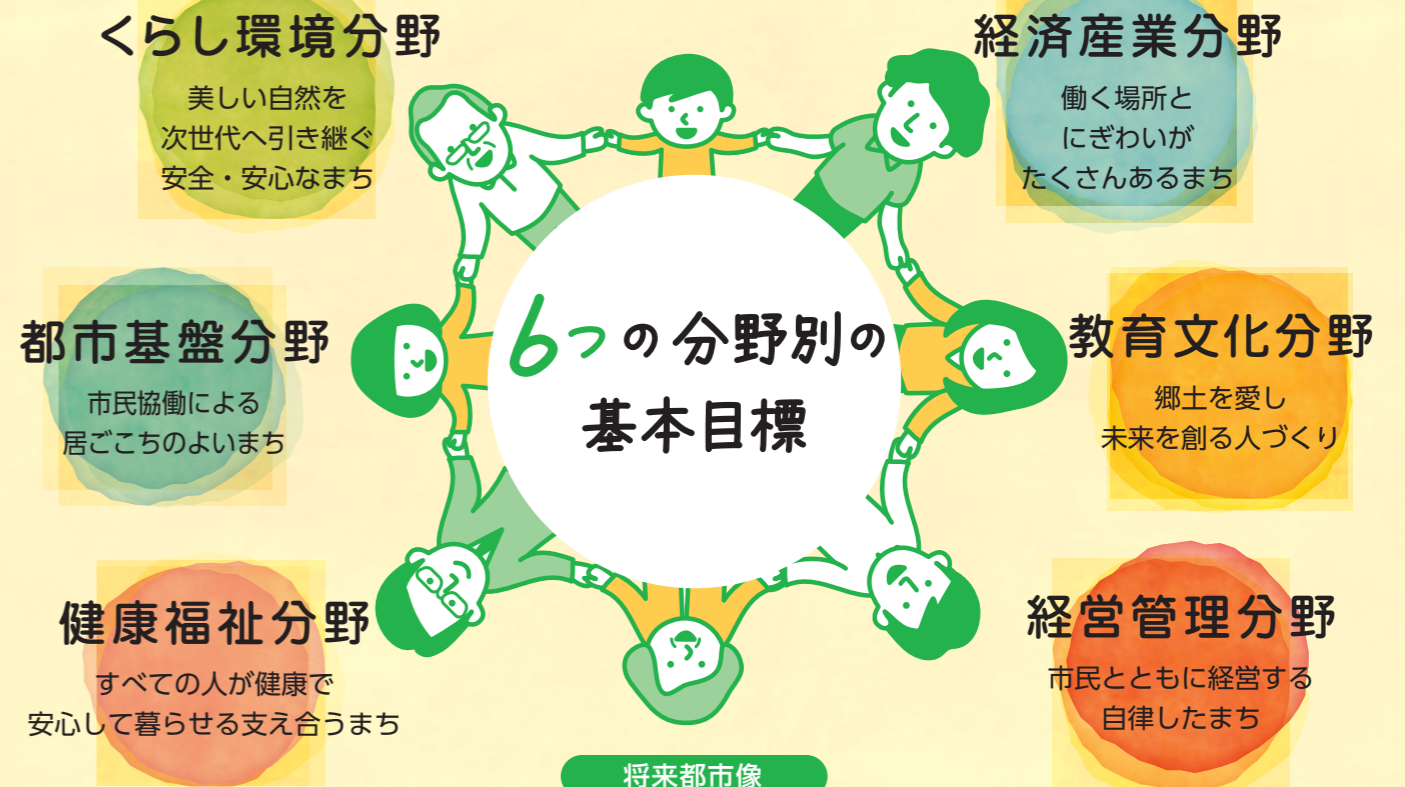 くらし環境分野
美しい自然を
次世代へ引き継ぐ
安全・安心なまち
経済産業分野
働く場所と
にぎわいが
たくさんあるまち
都市基盤分野
市民協働による
居ごこちのよいまち
6つの分野別の
基本目標
教育文化分野
郷土を愛し
未来を創る人づくり
健康福祉分野
すべての人が健康で
安心して暮らせる支え合うまち
経営管理分野
市民とともに経営する
自律したまち
将来都市像